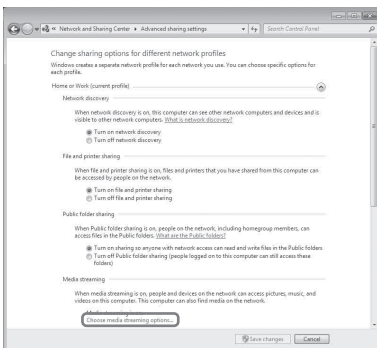 « Network and Sharing Center ▸ Advanced sharing settings
Search Control Panel
Change sharing options for different network profiles
Windows creates a separate network profile for each network you use. You can choose specific options for
each profile.
Home or Work (current profile)
Network discovery
When network discovery is on, this computer can see other network computers and devices and is
visible to other network computers. What is network discovery?
Turn on network discovery
Turn off network discovery
File and printer sharing
When file and printer sharing is on, files and printers that you have shared from this computer can
be accessed by people on the network.
Turn on file and printer sharing
Turn off file and printer sharing
Public folder sharing
When Public folder sharing is on, people on the network, including homegroup members, can
access files in the Public folders. What are the Public folders?
Turn on sharing so anyone with network access can read and write files in the Public folders
Turn off Public folder sharing (people logged on to this computer can still access these
folders)
Media streaming
When media streaming is on, people and devices on the network can access pictures, music, and
videos on this computer. This computer can also find media on the network.
Choose media streaming options...
Save changes
Cancel